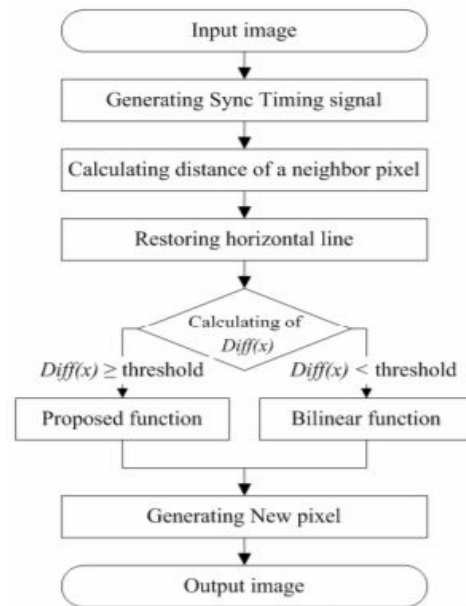 Input image
Generating Sync Timing signal
Calculating distance of a neighbor pixel
Restoring horizontal line
Calculating of
Diff(x)
Diff(x) ≥ threshold
Diff(x) < threshold
Proposed function
Bilinear function
Generating New pixel
Output image